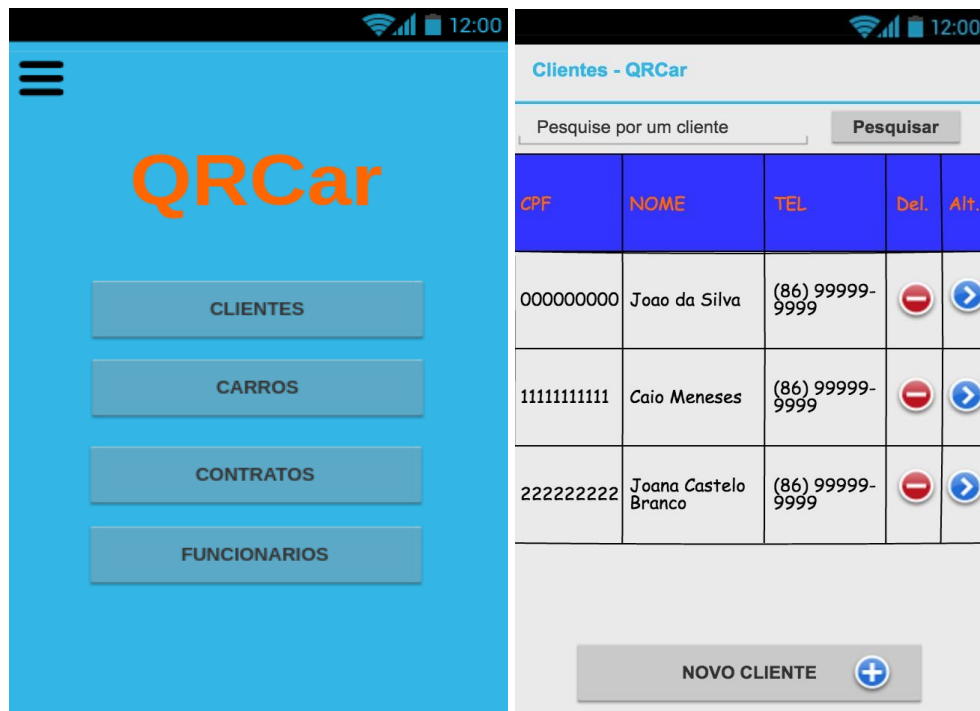 12:00
QRCar
CLIENTES
CARROS
CONTRATOS
FUNCIONARIOS
12:00
Clientes - QRCar
Pesquise por um cliente Pesquisar
CPF NOME TEL Del. Alt.
000000000 Joao da Silva (86) 99999-
9999
11111111111 Caio Meneses (86) 99999-
9999
222222222 Joana Castelo (86) 99999-
Branco 9999
NOVO CLIENTE